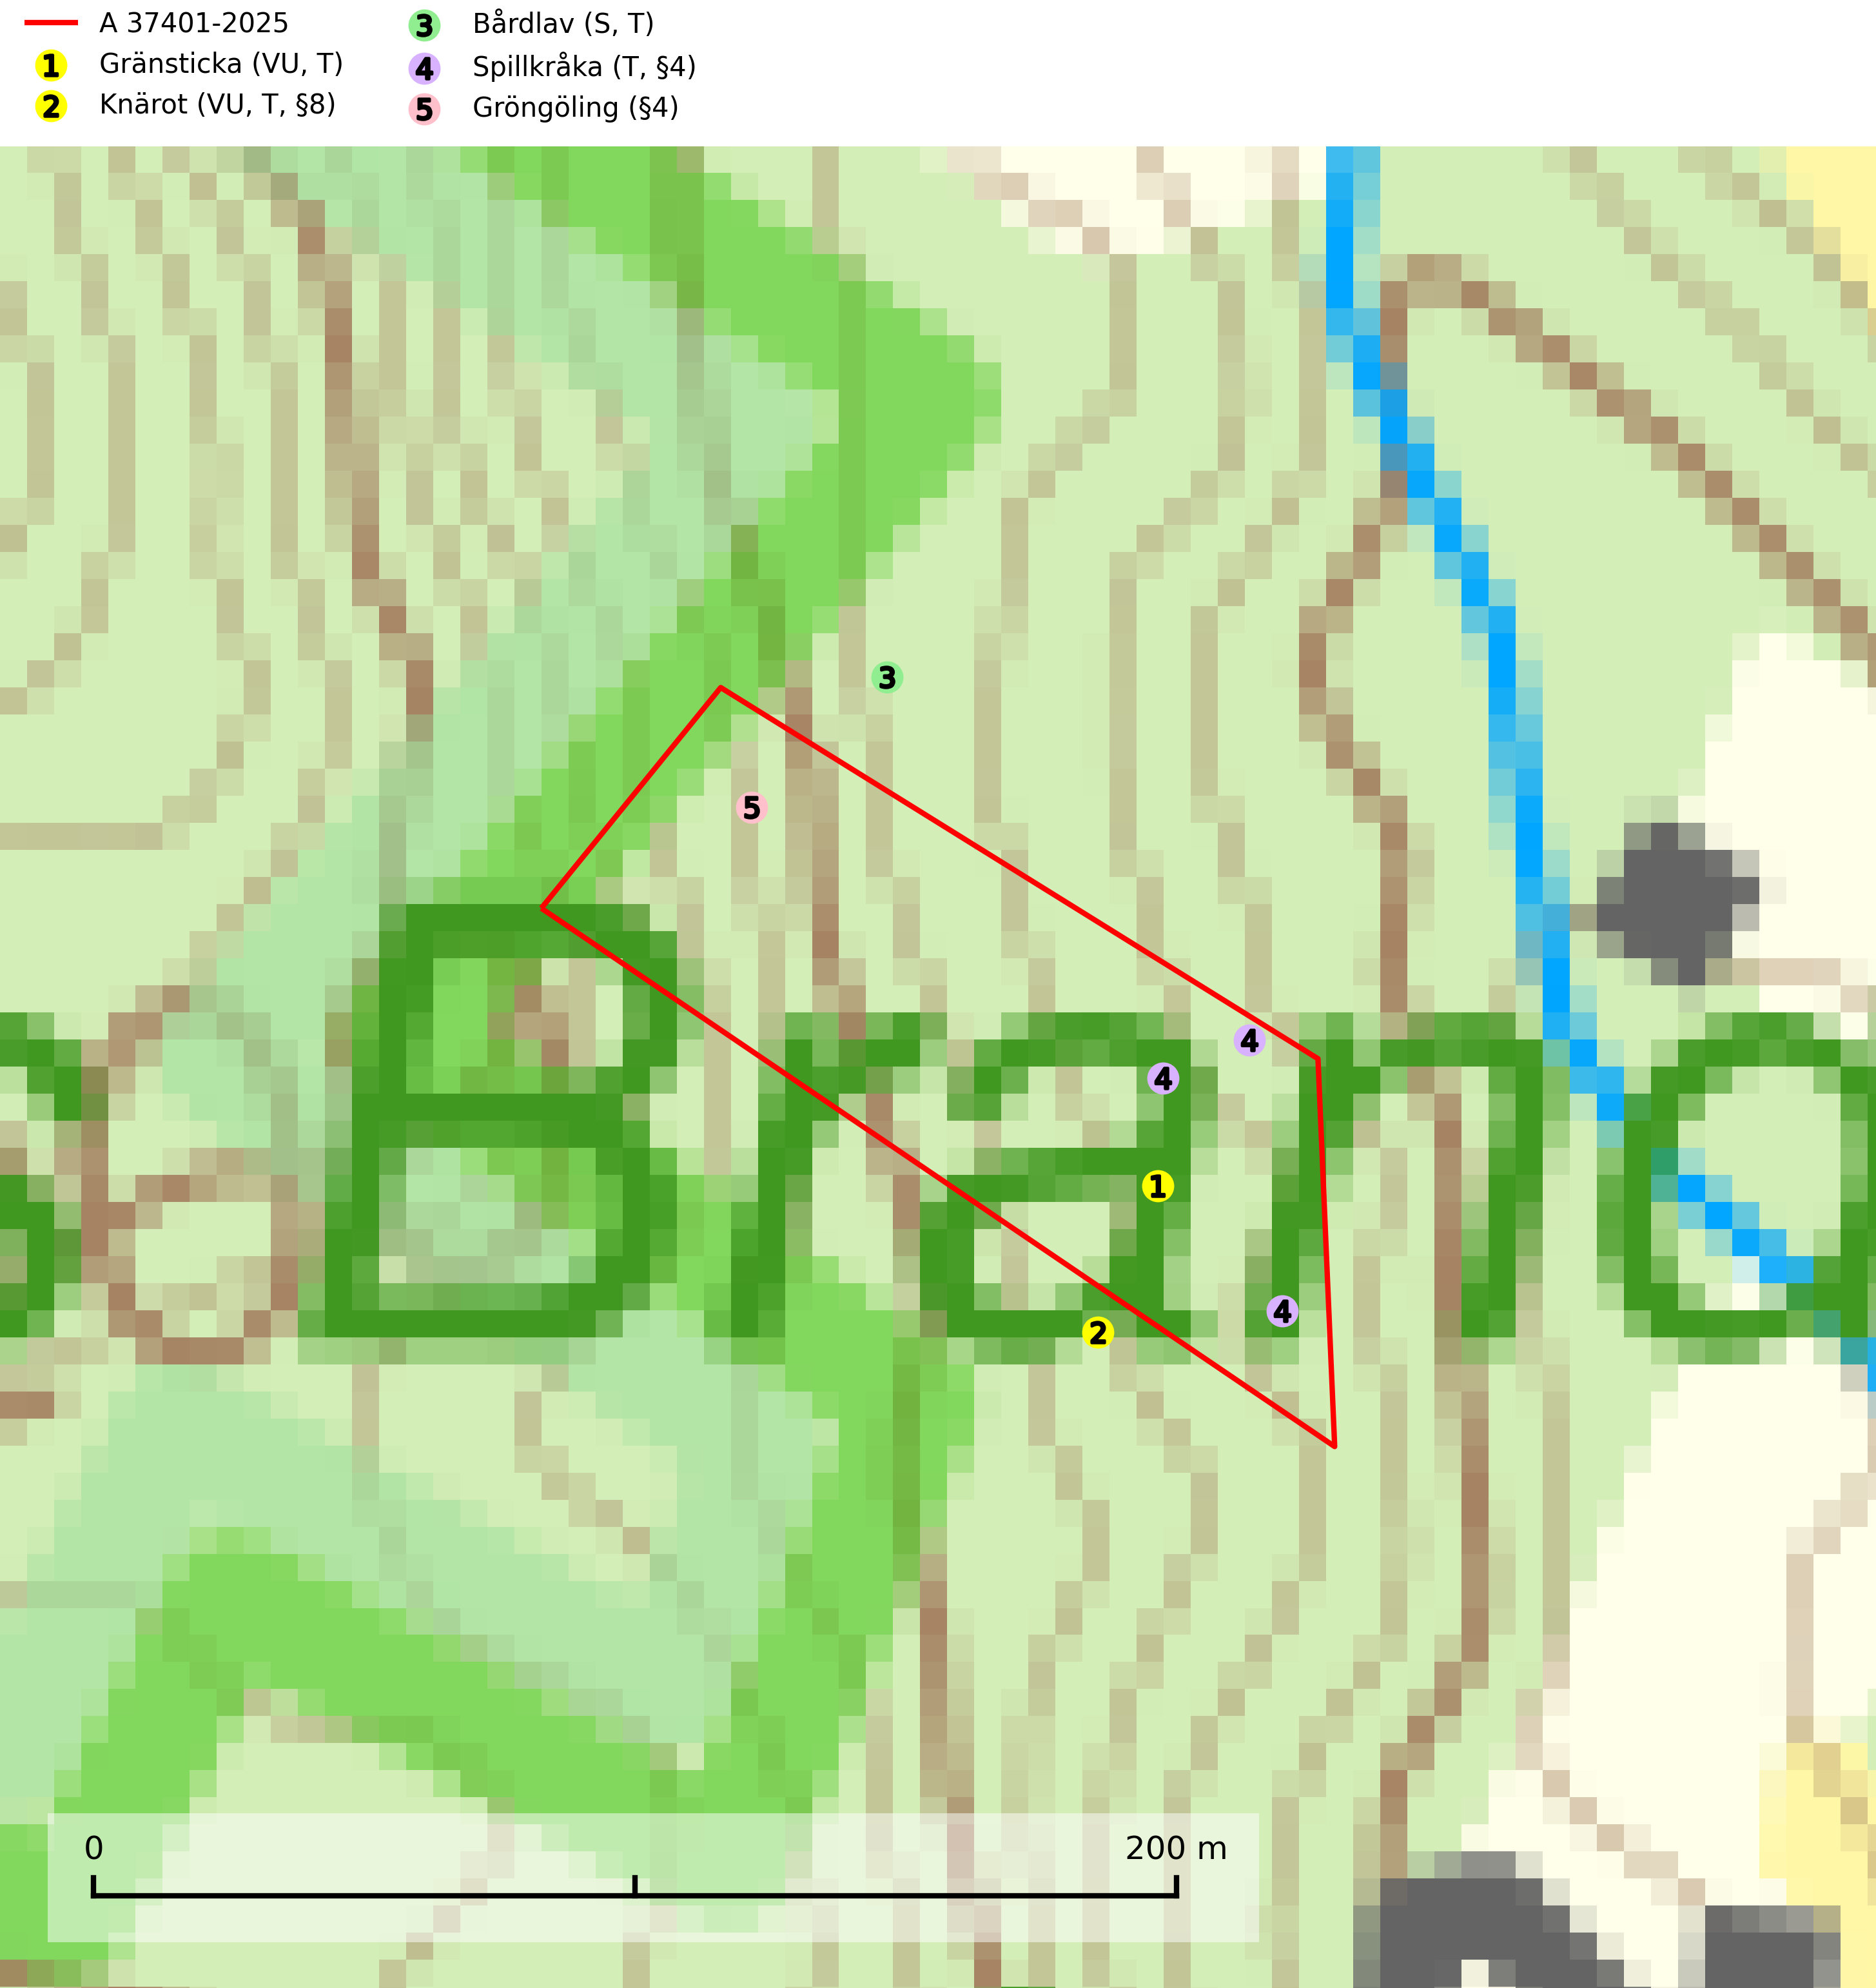 A 37401-2025
1 Gränsticka (VU, T)
2 Knärot (VU, T, §8)
3 Bårdlav (S, T)
4 Spillkråka (T, §4)
5 Gröngöling (§4)
3
5
4
4
1
4
2
0 200 m